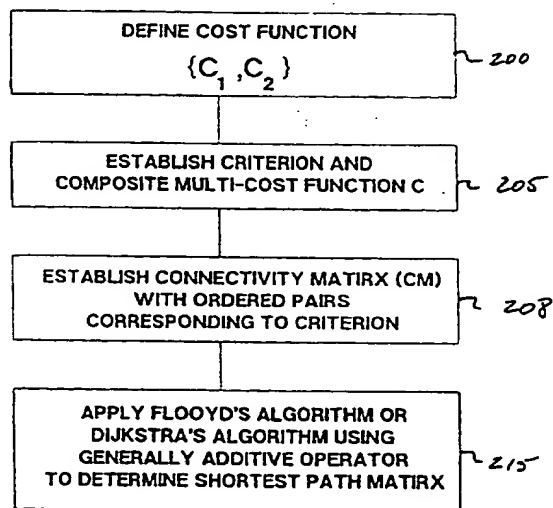 DEFINE COST FUNCTION
{C1 ,C2 }
200
ESTABLISH CRITERION AND
COMPOSITE MULTI-COST FUNCTION C
205
ESTABLISH CONNECTIVITY MATIRX (CM)
WITH ORDERED PAIRS
CORRESPONDING TO CRITERION
208
APPLY FLOOYD'S ALGORITHM OR
DIJKSTRA'S ALGORITHM USING
GENERALLY ADDITIVE OPERATOR
TO DETERMINE SHORTEST PATH MATIRX
215